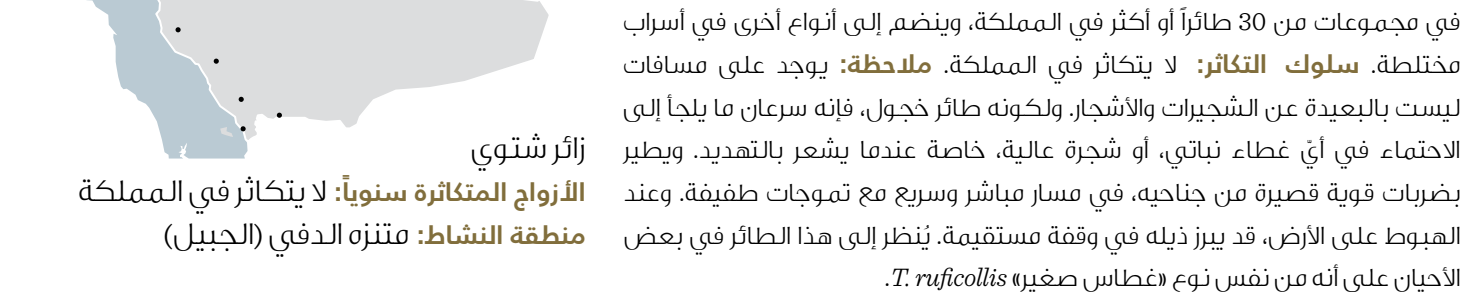 في مجموعات من 30 طائراً أو أكثر في المملكة، وينضم إلى أنواع أخرى في أسراب
مختلطة. سلوك التكاثر: لا يتكاثر في المملكة. ملاحظة: يوجد على مسافات
ليست بالبعيدة عن الشجيرات والأشجار. ولكونه طائر خجول، فإنه سرعان ما يلجأ إلى
الاحتماء في أيّ غطاء نباتي، أو شجرة عالية، خاصة عندما يشعر بالتهديد. ويطير
بضربات قوية قصيرة من جناحيه، في مسار مباشر وسريع مع تموجات طفيفة. وعند
الهبوط على الأرض، قد يبرز ذيله في وقفة مستقيمة. يُنظر إلى هذا الطائر في بعض
الأحيان على أنه من نفس نوع «غطاس صغير» T. ruficollis.
زائر شتوي
الأزواج المتكاثرة سنوياً: لا يتكاثر في المملكة
منطقة النشاط: متنزه الدفي (الجبيل)